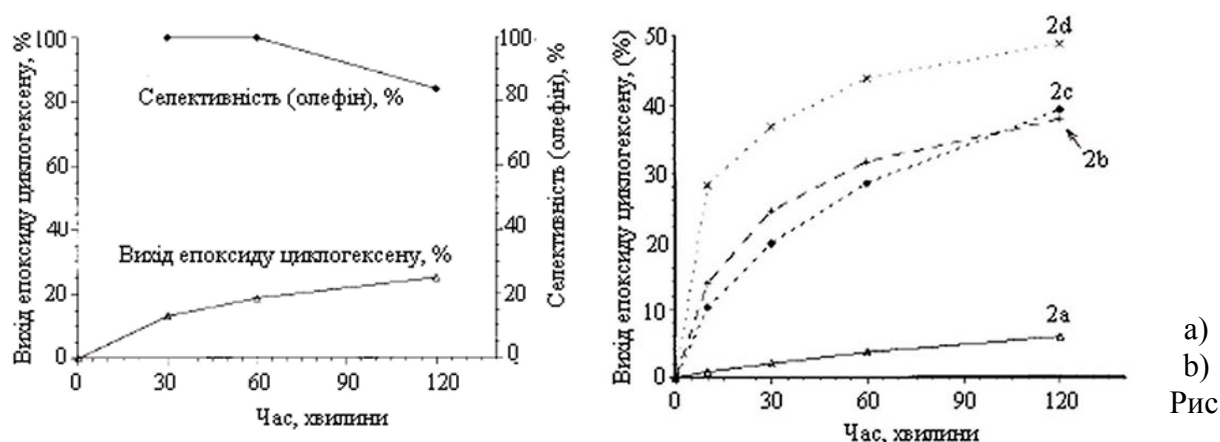 Вихід епоксиду циклогексену, %
100
80
60
40
20
0
Селективність (олефін), %
Вихід епоксиду циклогексену, %
0
30
60
90
120
Час, хвилини
100
80
60
40
20
0
Селективність (олефін), %
Вихід епоксиду циклогексену, (%)
50
40
30
20
10
0
2d
2c
2b
2a
0
30
60
90
120
Час, хвилини
a)
b)
Рис